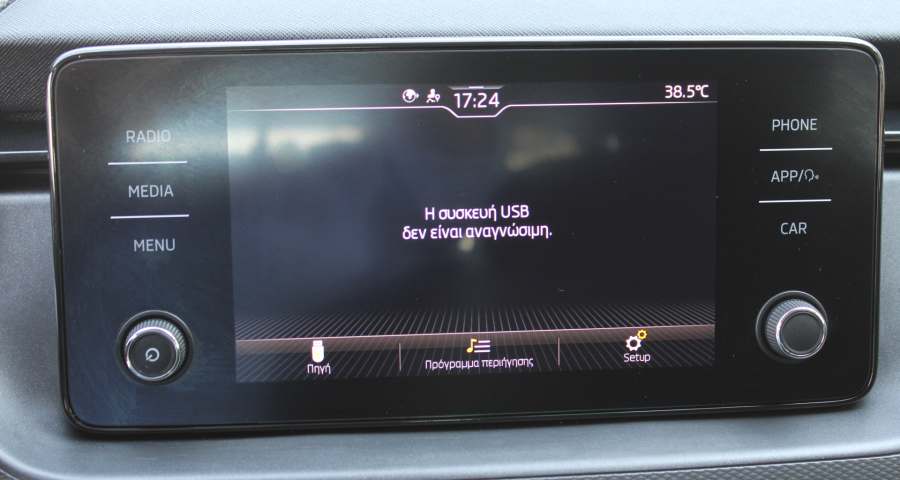 17:24
38.5°C
RADIO
MEDIA
MENU
Η συσκευή USB
δεν είναι αναγνώσιμη.
PHONE
APP/
CAR
Πηγή
Πρόγραμμα περιήγησης
Setup